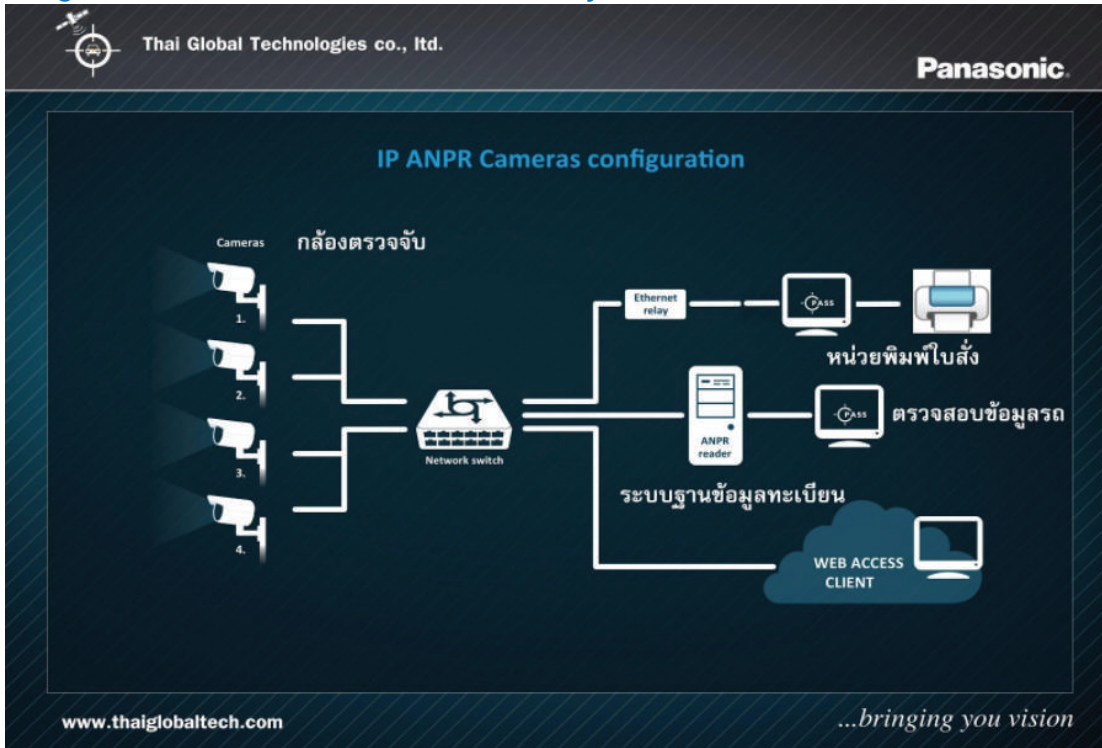 Thai Global Technologies co., ltd.
Panasonic
IP ANPR Cameras configuration
Cameras
กล้องตรวจจับ
1.
2.
3.
4.
Network switch
Ethernet
relay
PASS
หน่วยพิมพ์ใบสั่ง
ANPR
reader
PASS
ตรวจสอบข้อมูลรถ
ระบบฐานข้อมูลทะเบียน
WEB ACCESS
CLIENT
www.thaiglobaltech.com
...bringing you vision